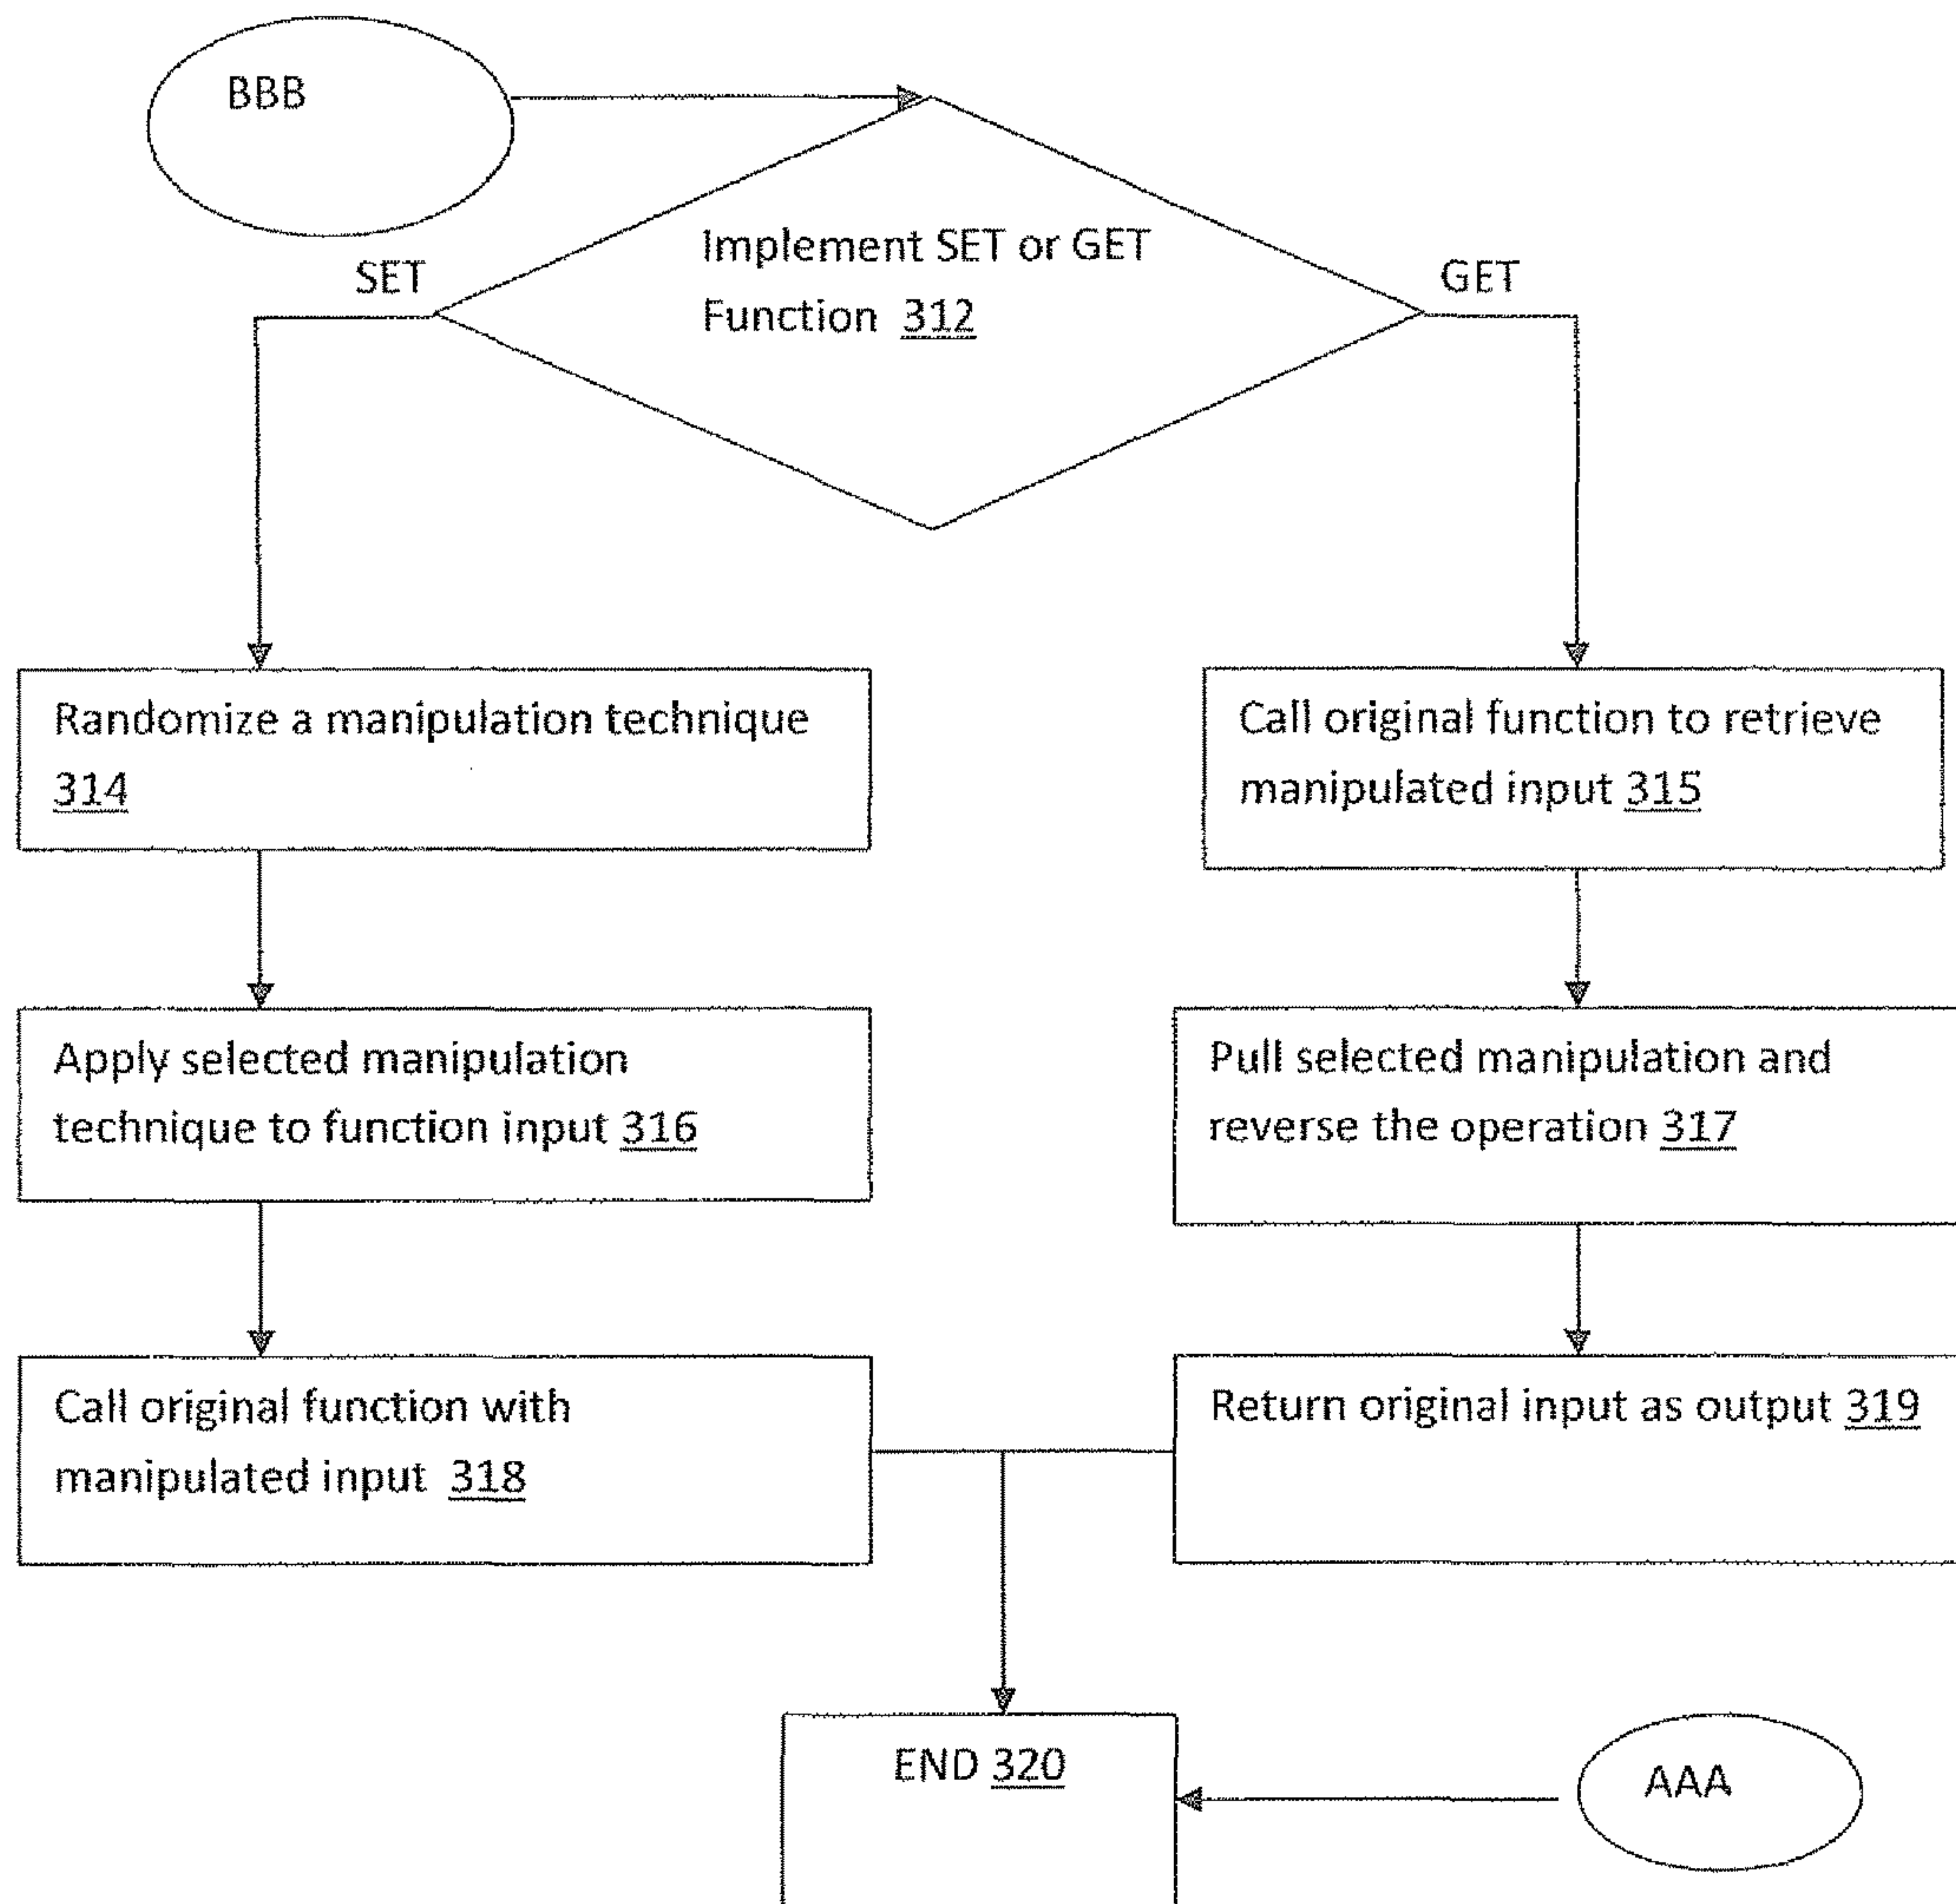 BBB
Implement SET or GET
Function 312
SET
GET
Randomize a manipulation technique
314
Call original function to retrieve
manipulated input 315
Apply selected manipulation
technique to function input 316
Pull selected manipulation and
reverse the operation 317
Call original function with
manipulated input 318
Return original input as output 319
END 320
AAA